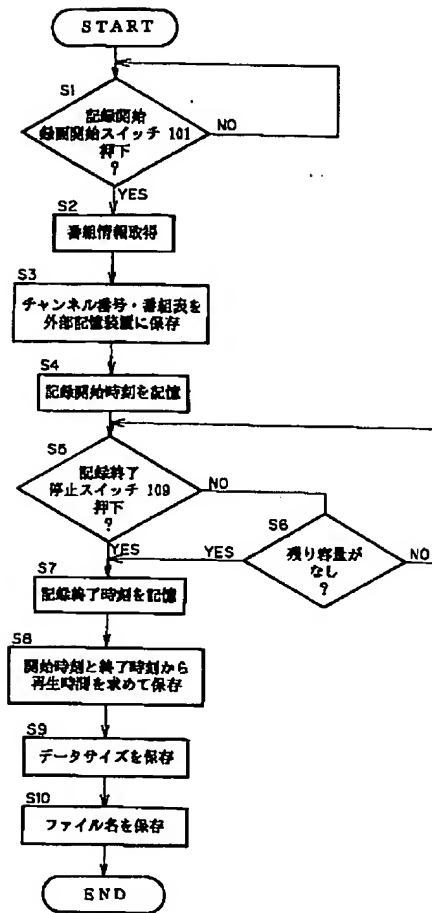 START
S1
記録開始
録画開始スイッチ 101
押下
?
NO
YES
S2
番組情報取得
S3
チャンネル番号・番組表を
外部記憶装置に保存
S4
記録開始時刻を記憶
S5
記録終了
停止スイッチ 109
押下
?
NO
YES
S6
残り容量が
なし
?
YES
NO
S7
記録終了時刻を記憶
S8
開始時刻と終了時刻から
再生時間を求めて保存
S9
データサイズを保存
S10
ファイル名を保存
END